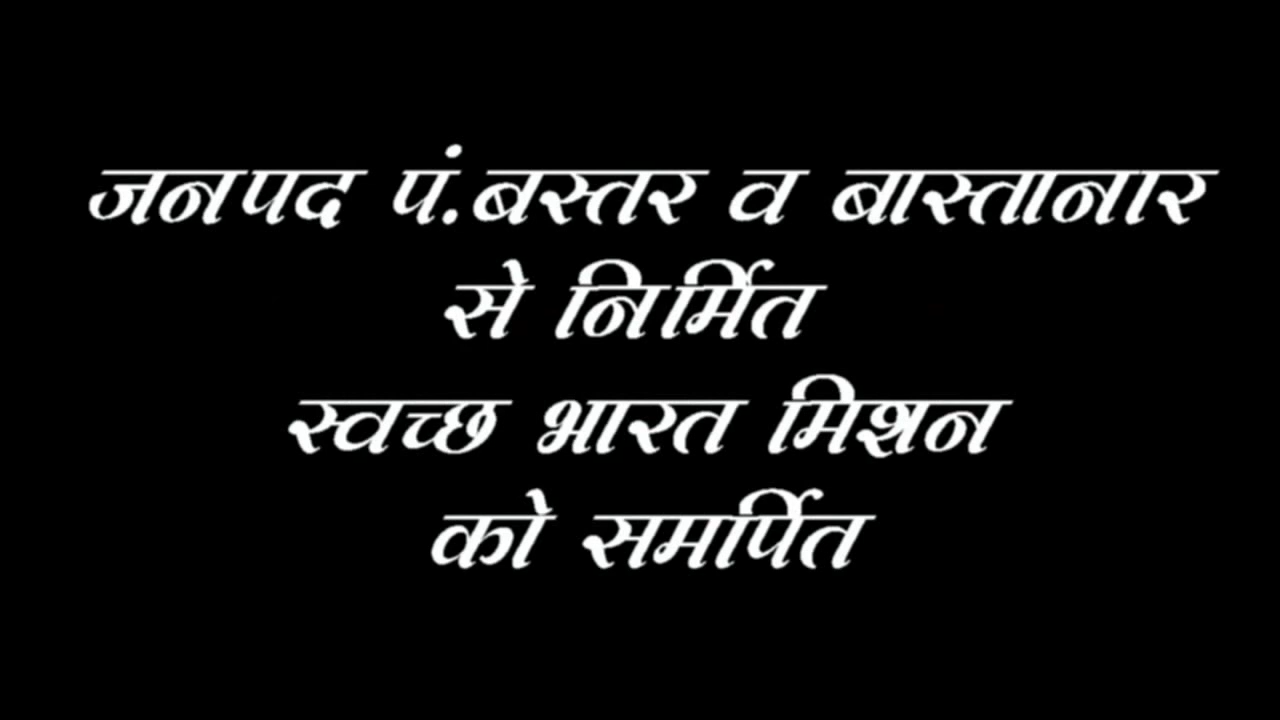 जनपद पं.बस्तर व बास्तानार
से निर्मित
स्वच्छ भारत मिशन
को समर्पित